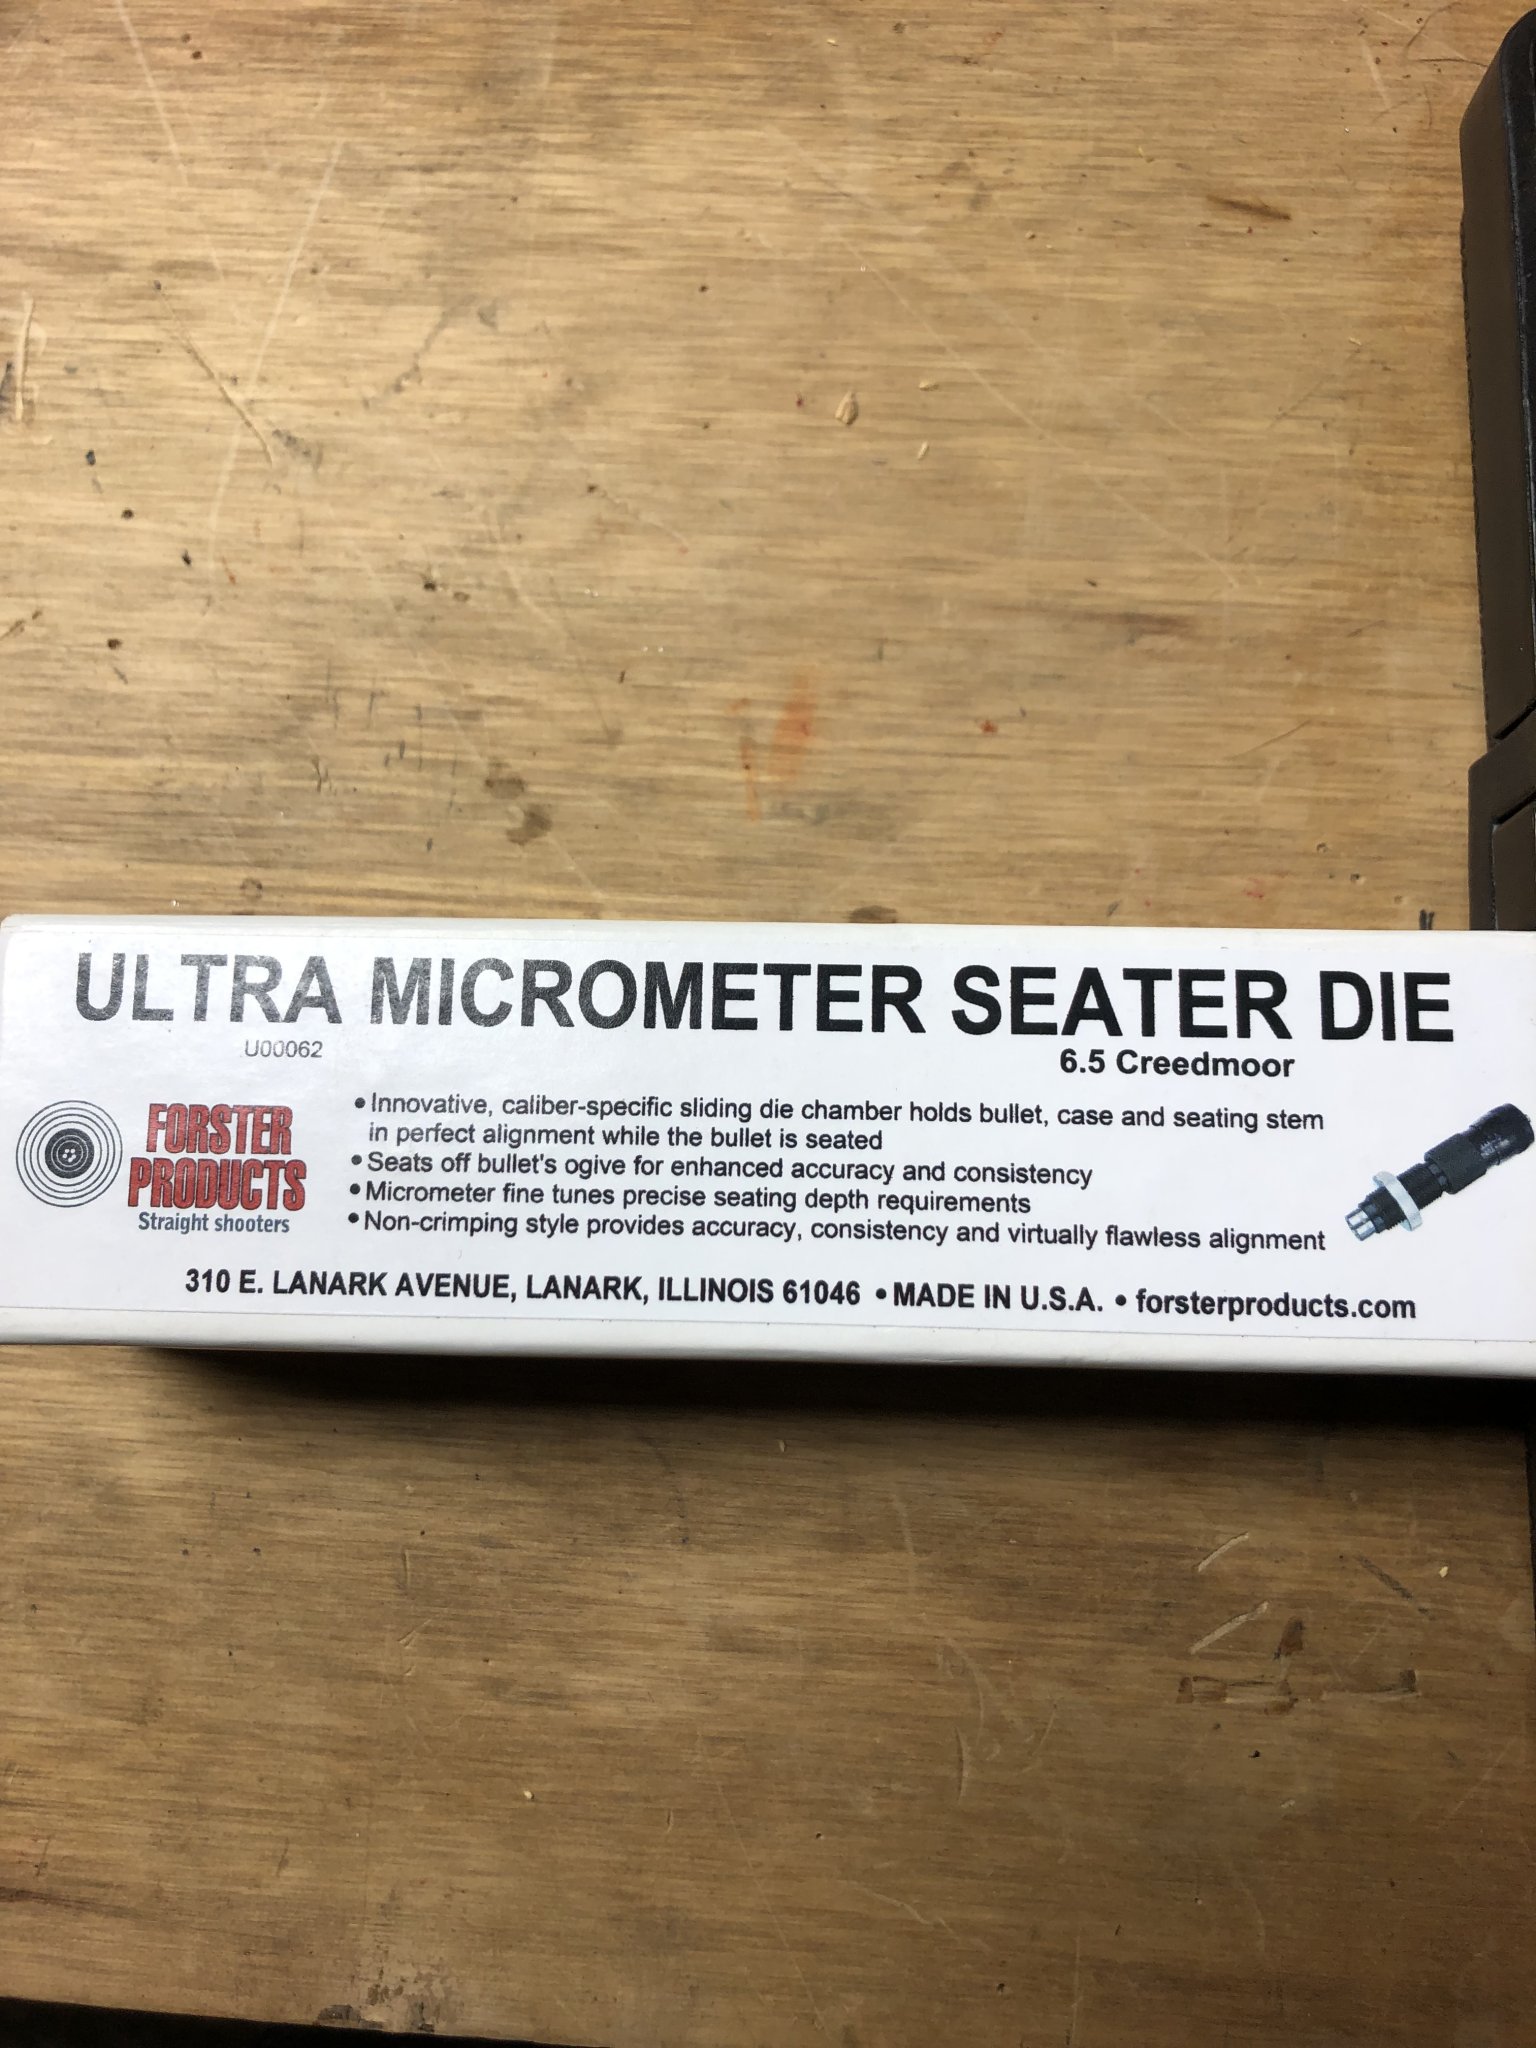 ULTRA MICROMETER SEATER DIE
U00062
6.5 Creedmoor
FORSTER
PRODUCTS
Straight shooters
• Innovative, caliber-specific sliding die chamber holds bullet, case and seating stem
in perfect alignment while the bullet is seated
• Seats off bullet's ogive for enhanced accuracy and consistency
• Micrometer fine tunes precise seating depth requirements
• Non-crimping style provides accuracy, consistency and virtually flawless alignment
310 E. LANARK AVENUE, LANARK, ILLINOIS 61046 • MADE IN U.S.A. • forsterproducts.com